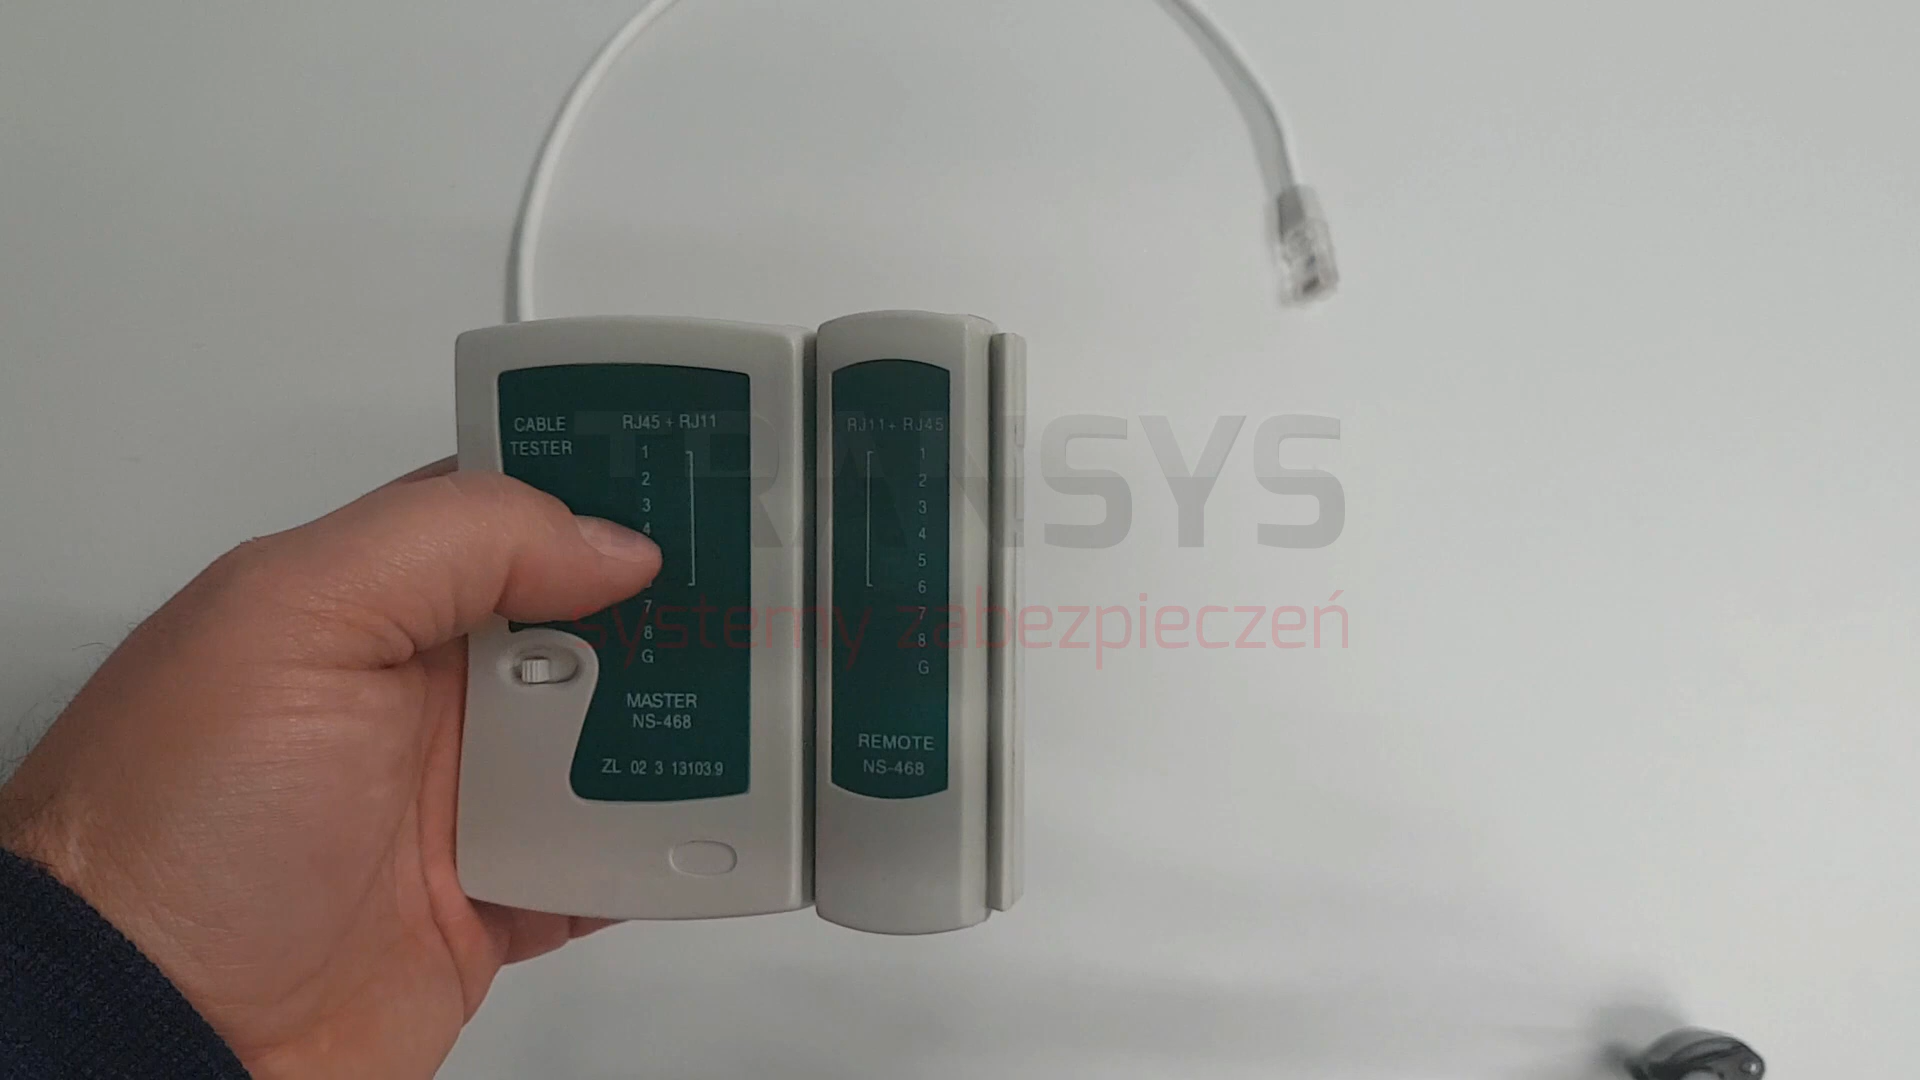 CABLE
TESTER
RJ45 + RJ11
1
2
3
4
7
8
G
MASTER
NS-468
ZL 02 3 13103.9
RJ11+ RJ45
1
2
3
4
5
6
7
8
G
REMOTE
NS-468
TRANSYS
systemy zabezpieczeń